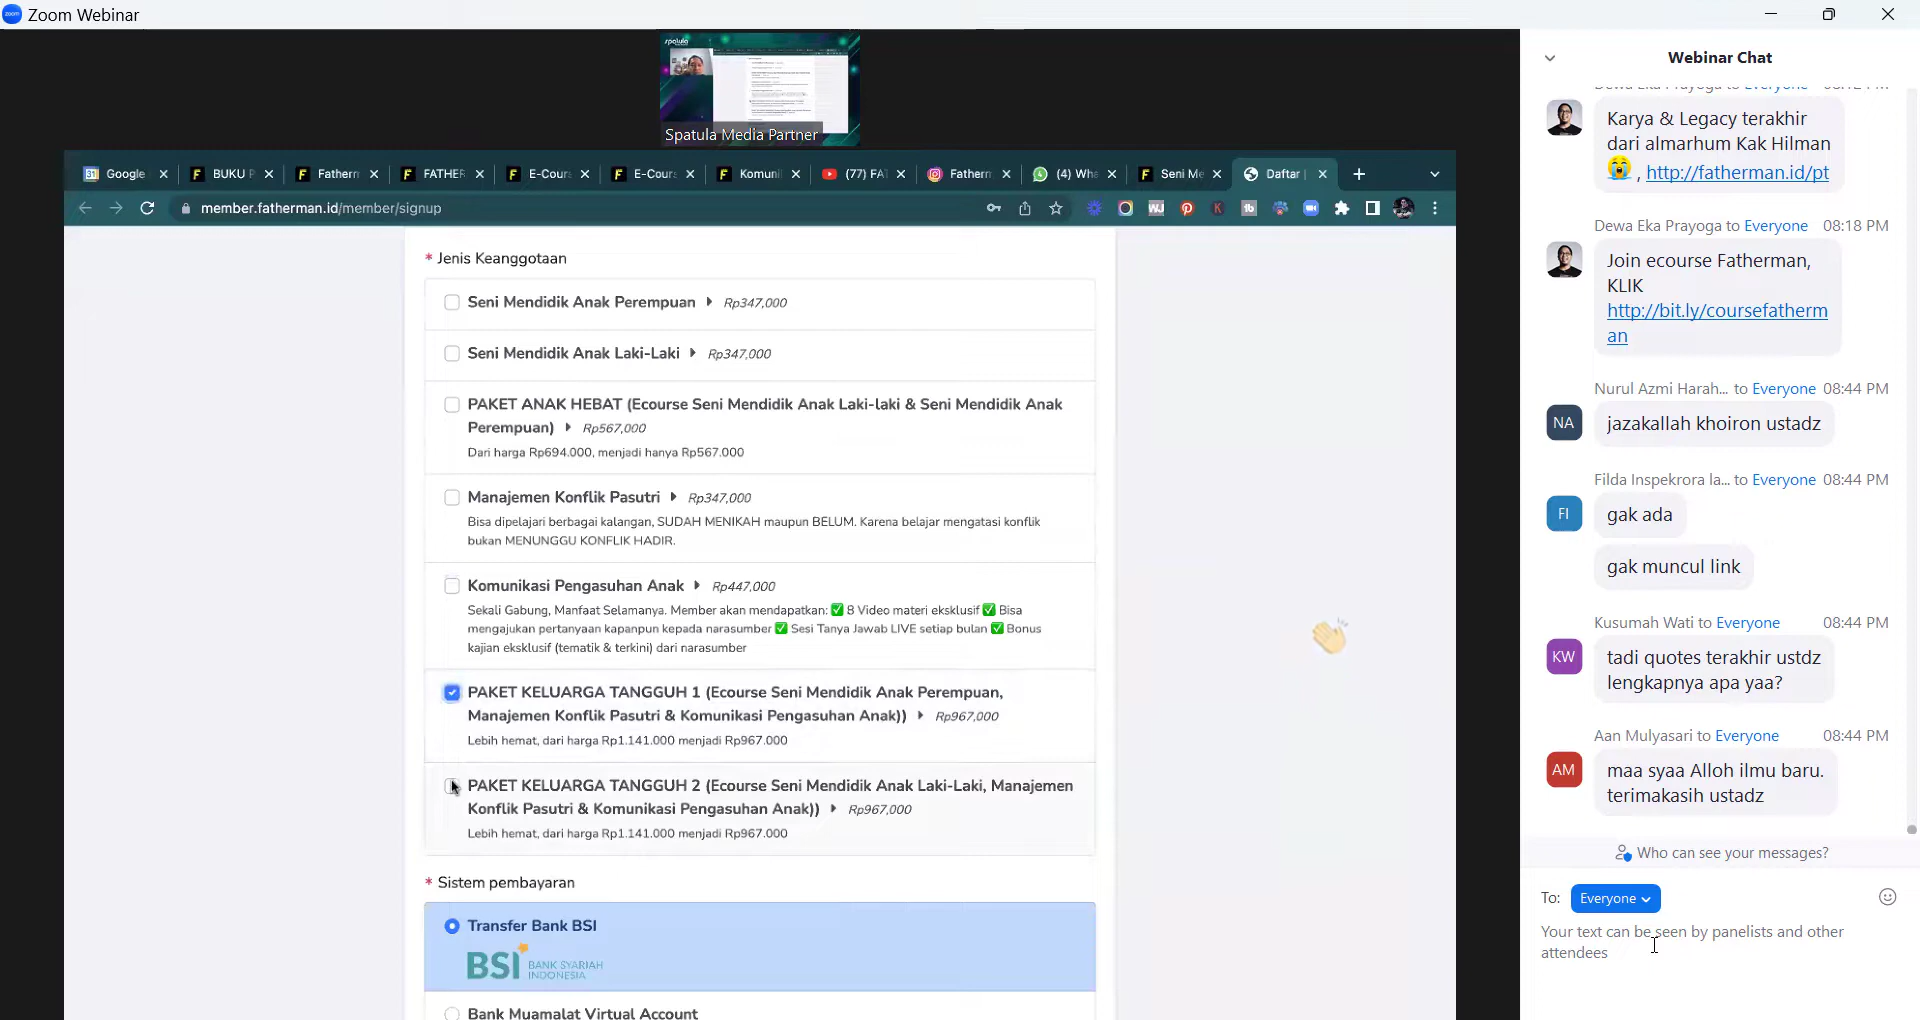 Zoom Webinar
spatula
Spatula Media Partner
Google
BUKU P
Fatherm
FATHER
E-Cours
E-Cours
Komuni
(77) FA
Fatherm
(4) Wha
Seni Me
Daftar |
member.fatherman.id/member/signup
* Jenis Keanggotaan
Seni Mendidik Anak Perempuan Rp347,000
Seni Mendidik Anak Laki-Laki Rp347,000
PAKET ANAK HEBAT (Ecourse Seni Mendidik Anak Laki-laki & Seni Mendidik Anak
Perempuan) Rp567,000
Dari harga Rp694.000, menjadi hanya Rp567.000
Manajemen Konflik Pasutri Rp347,000
Bisa dipelajari berbagai kalangan, SUDAH MENIKAH maupun BELUM. Karena belajar mengatasi konflik
bukan MENUNGGU KONFLIK HADIR.
Komunikasi Pengasuhan Anak Rp447,000
Sekali Gabung, Manfaat Selamanya. Member akan mendapatkan: ✅ 8 Video materi eksklusif ✅ Bisa
mengajukan pertanyaan kapanpun kepada narasumber ✅ Sesi Tanya Jawab LIVE setiap bulan ✅ Bonus
kajian eksklusif (tematik & terkini) dari narasumber
PAKET KELUARGA TANGGUH 1 (Ecourse Seni Mendidik Anak Perempuan,
Manajemen Konflik Pasutri & Komunikasi Pengasuhan Anak)) Rp967,000
Lebih hemat, dari harga Rp1.141.000 menjadi Rp967.000
PAKET KELUARGA TANGGUH 2 (Ecourse Seni Mendidik Anak Laki-Laki, Manajemen
Konflik Pasutri & Komunikasi Pengasuhan Anak)) Rp967,000
Lebih hemat, dari harga Rp1.141.000 menjadi Rp967.000
* Sistem pembayaran
Transfer Bank BSI
BSI BANK SYARIAH
INDONESIA
Bank Muamalat Virtual Account
Webinar Chat
Karya & Legacy terakhir
dari almarhum Kak Hilman
😭 , http://fatherman.id/pt
Dewa Eka Prayoga to Everyone 08:18 PM
Join ecourse Fatherman,
KLIK
http://bit.ly/coursefatherm
an
Nurul Azmi Harah... to Everyone 08:44 PM
NA
jazakallah khoiron ustadz
Filda Inspekrora la... to Everyone 08:44 PM
FI
gak ada
gak muncul link
Kusumah Wati to Everyone 08:44 PM
KW
tadi quotes terakhir ustdz
lengkapnya apa yaa?
Aan Mulyasari to Everyone 08:44 PM
AM
maa syaa Alloh ilmu baru.
terimakasih ustadz
Who can see your messages?
To: Everyone
Your text can be seen by panelists and other
attendees